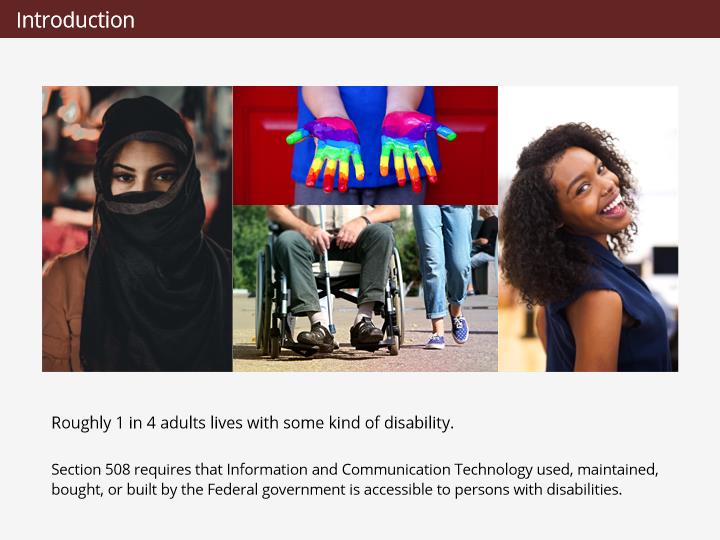 Introduction
Roughly 1 in 4 adults lives with some kind of disability.
Section 508 requires that Information and Communication Technology used, maintained,
bought, or built by the Federal government is accessible to persons with disabilities.